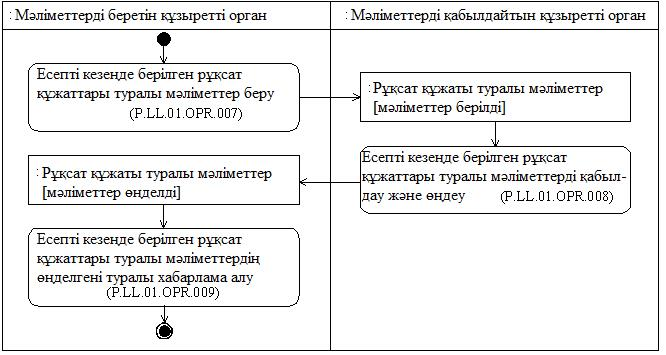 :Мәліметтерді беретін құзыретті орган
:Мәліметтерді қабылдайтын құзыретті орган
Есепті кезенде берілген рұқсат
құжаттары туралы мәліметтер беру
(P.LL.01.OPR.007)
:Рұқсат құжаты туралы мәліметтер
[мәліметтер берілді]
Есепті кезенде берілген рұқсат
құжаттары туралы мәліметтерді қабыл-
дау және өңдеу (P.LL.01.OPR.008)
:Рұқсат құжаты туралы мәліметтер
[мәліметтер өңделді]
Есепті кезенде берілген рұқсат
құжаттары туралы мәліметтердің
өңделгені туралы хабарлама алу
(P.LL.01.OPR.009)